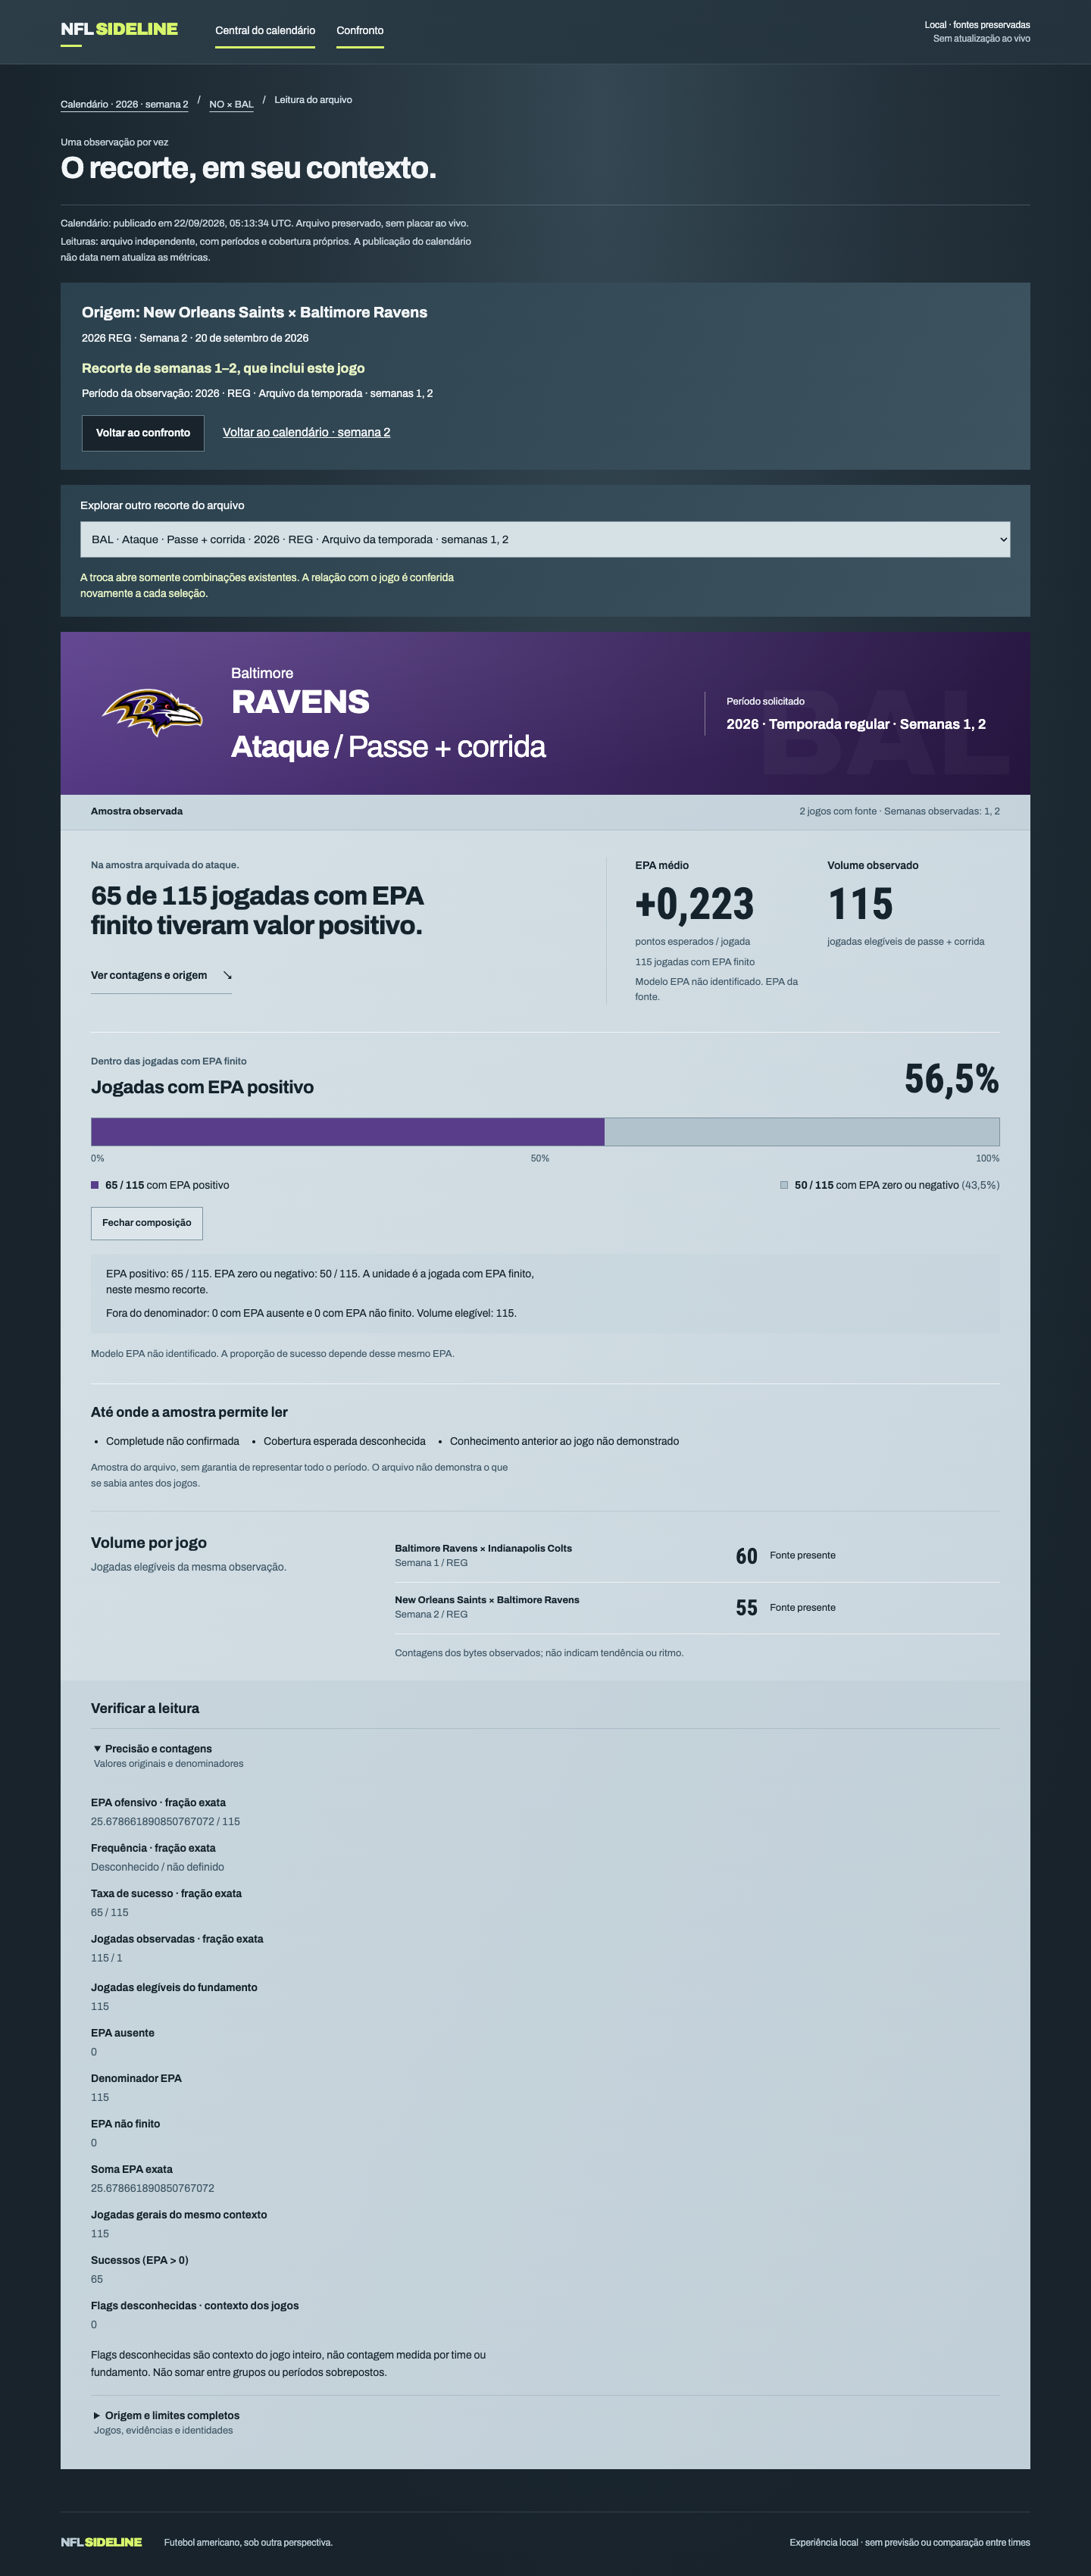 NFL SIDELINE
Central do calendário
Confronto
Local · fontes preservadas
Sem atualização ao vivo
Calendário · 2026 · semana 2 / NO × BAL / Leitura do arquivo
Uma observação por vez
O recorte, em seu contexto.
Calendário: publicado em 22/09/2026, 05:13:34 UTC. Arquivo preservado, sem placar ao vivo.
Leituras: arquivo independente, com períodos e cobertura próprios. A publicação do calendário
não data nem atualiza as métricas.
Origem: New Orleans Saints × Baltimore Ravens
2026 REG · Semana 2 · 20 de setembro de 2026
Recorte de semanas 1–2, que inclui este jogo
Período da observação: 2026 · REG · Arquivo da temporada · semanas 1, 2
Voltar ao confronto
Voltar ao calendário · semana 2
Explorar outro recorte do arquivo
BAL · Ataque · Passe + corrida · 2026 · REG · Arquivo da temporada · semanas 1, 2
A troca abre somente combinações existentes. A relação com o jogo é conferida
novamente a cada seleção.
Baltimore
RAVENS
Ataque / Passe + corrida
BAL
Período solicitado
2026 · Temporada regular · Semanas 1, 2
Amostra observada
2 jogos com fonte · Semanas observadas: 1, 2
Na amostra arquivada do ataque.
65 de 115 jogadas com EPA
finito tiveram valor positivo.
Ver contagens e origem ↘
EPA médio
+0,223
pontos esperados / jogada
115 jogadas com EPA finito
Modelo EPA não identificado. EPA da
fonte.
Volume observado
115
jogadas elegíveis de passe + corrida
Dentro das jogadas com EPA finito
Jogadas com EPA positivo
56,5%
0%
50%
100%
65 / 115 com EPA positivo
50 / 115 com EPA zero ou negativo (43,5%)
Fechar composição
EPA positivo: 65 / 115. EPA zero ou negativo: 50 / 115. A unidade é a jogada com EPA finito,
neste mesmo recorte.
Fora do denominador: 0 com EPA ausente e 0 com EPA não finito. Volume elegível: 115.
Modelo EPA não identificado. A proporção de sucesso depende desse mesmo EPA.
Até onde a amostra permite ler
• Completude não confirmada • Cobertura esperada desconhecida • Conhecimento anterior ao jogo não demonstrado
Amostra do arquivo, sem garantia de representar todo o período. O arquivo não demonstra o que
se sabia antes dos jogos.
Volume por jogo
Jogadas elegíveis da mesma observação.
Baltimore Ravens × Indianapolis Colts
Semana 1 / REG
60 Fonte presente
New Orleans Saints × Baltimore Ravens
Semana 2 / REG
55 Fonte presente
Contagens dos bytes observados; não indicam tendência ou ritmo.
Verificar a leitura
▼ Precisão e contagens
Valores originais e denominadores
EPA ofensivo · fração exata
25.678661890850767072 / 115
Frequência · fração exata
Desconhecido / não definido
Taxa de sucesso · fração exata
65 / 115
Jogadas observadas · fração exata
115 / 1
Jogadas elegíveis do fundamento
115
EPA ausente
0
Denominador EPA
115
EPA não finito
0
Soma EPA exata
25.678661890850767072
Jogadas gerais do mesmo contexto
115
Sucessos (EPA > 0)
65
Flags desconhecidas · contexto dos jogos
0
Flags desconhecidas são contexto do jogo inteiro, não contagem medida por time ou
fundamento. Não somar entre grupos ou períodos sobrepostos.
▶ Origem e limites completos
Jogos, evidências e identidades
NFL SIDELINE
Futebol americano, sob outra perspectiva.
Experiência local · sem previsão ou comparação entre times